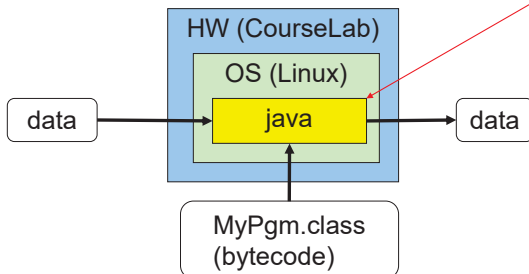 HW (CourseLab)
OS (Linux)
data
java
data
MyPgm.class
(bytecode)